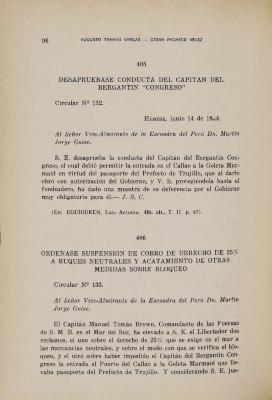 96 AUGUSTO TAMAYO VARGAS — CESAR PACHECO VELEZ
405
DESAPRUEBASE CONDUCTA DEL CAPITAN DEL
BERGANTIN "CONGRESO"
Circular Nº 132.
Huaraz, junio 14 de 1824.
Al Señor Vice-Almirante de la Escuadra del Perú Dn. Martín
Jorge Guise.
S. E. desaprueba la conducta del Capitán del Bergantín Con-
greso, el cual debió permitir la entrada en el Callao a la Goleta Mar-
maid en virtud del pasaporte del Prefecto de Trujillo, que al darle
obró con autorización del Gobierno, y V. S. protegiéndola hasta el
fondeadero, ha dado una muestra de su deferencia por el Gobierno
muy obligatorio para él.— J. S. C.
(En: EGUIGUREN, Luis Antonio. Ob. cit., T. II p. 67).
406
ORDENASE SUSPENSION DE COBRO DE DERECHO DE 25%
A BUQUES NEUTRALES Y ACATAMIENTO DE OTRAS
MEDIDAS SOBRE BLOQUEO
Circular Nº 133.
Al Señor Vice-Almirante de la Escuadra del Perú Dn. Martín
Jorge Guise.
El Capitán Manuel Tomás Brown, Comandante de las Fuerzas
de S. M. B. en el Mar del Sur, ha elevado a S. E. el Libertador dos
reclamos, el uno sobre el derecho de 25% que se exige en el mar a
las mercancías neutrales, y sobre el modo con que se verifica el blo-
queo, y el otro sobre haber impedido el Capitán del Bergantín Con-
greso la entrada al Puerto del Callao a la Goleta Marmaid que lle-
vaba pasaporte del Prefecto de Trujillo. Y considerando S. E. jus-